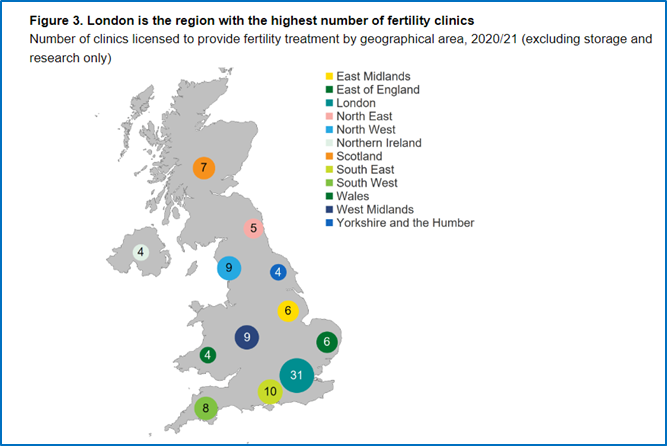 Figure 3. London is the region with the highest number of fertility clinics
Number of clinics licensed to provide fertility treatment by geographical area, 2020/21 (excluding storage and
research only)
East Midlands
East of England
London
North East
North West
Northern Ireland
Scotland
South East
South West
Wales
West Midlands
Yorkshire and the Humber
7
5
4
9
4
6
9
6
4
31
10
8